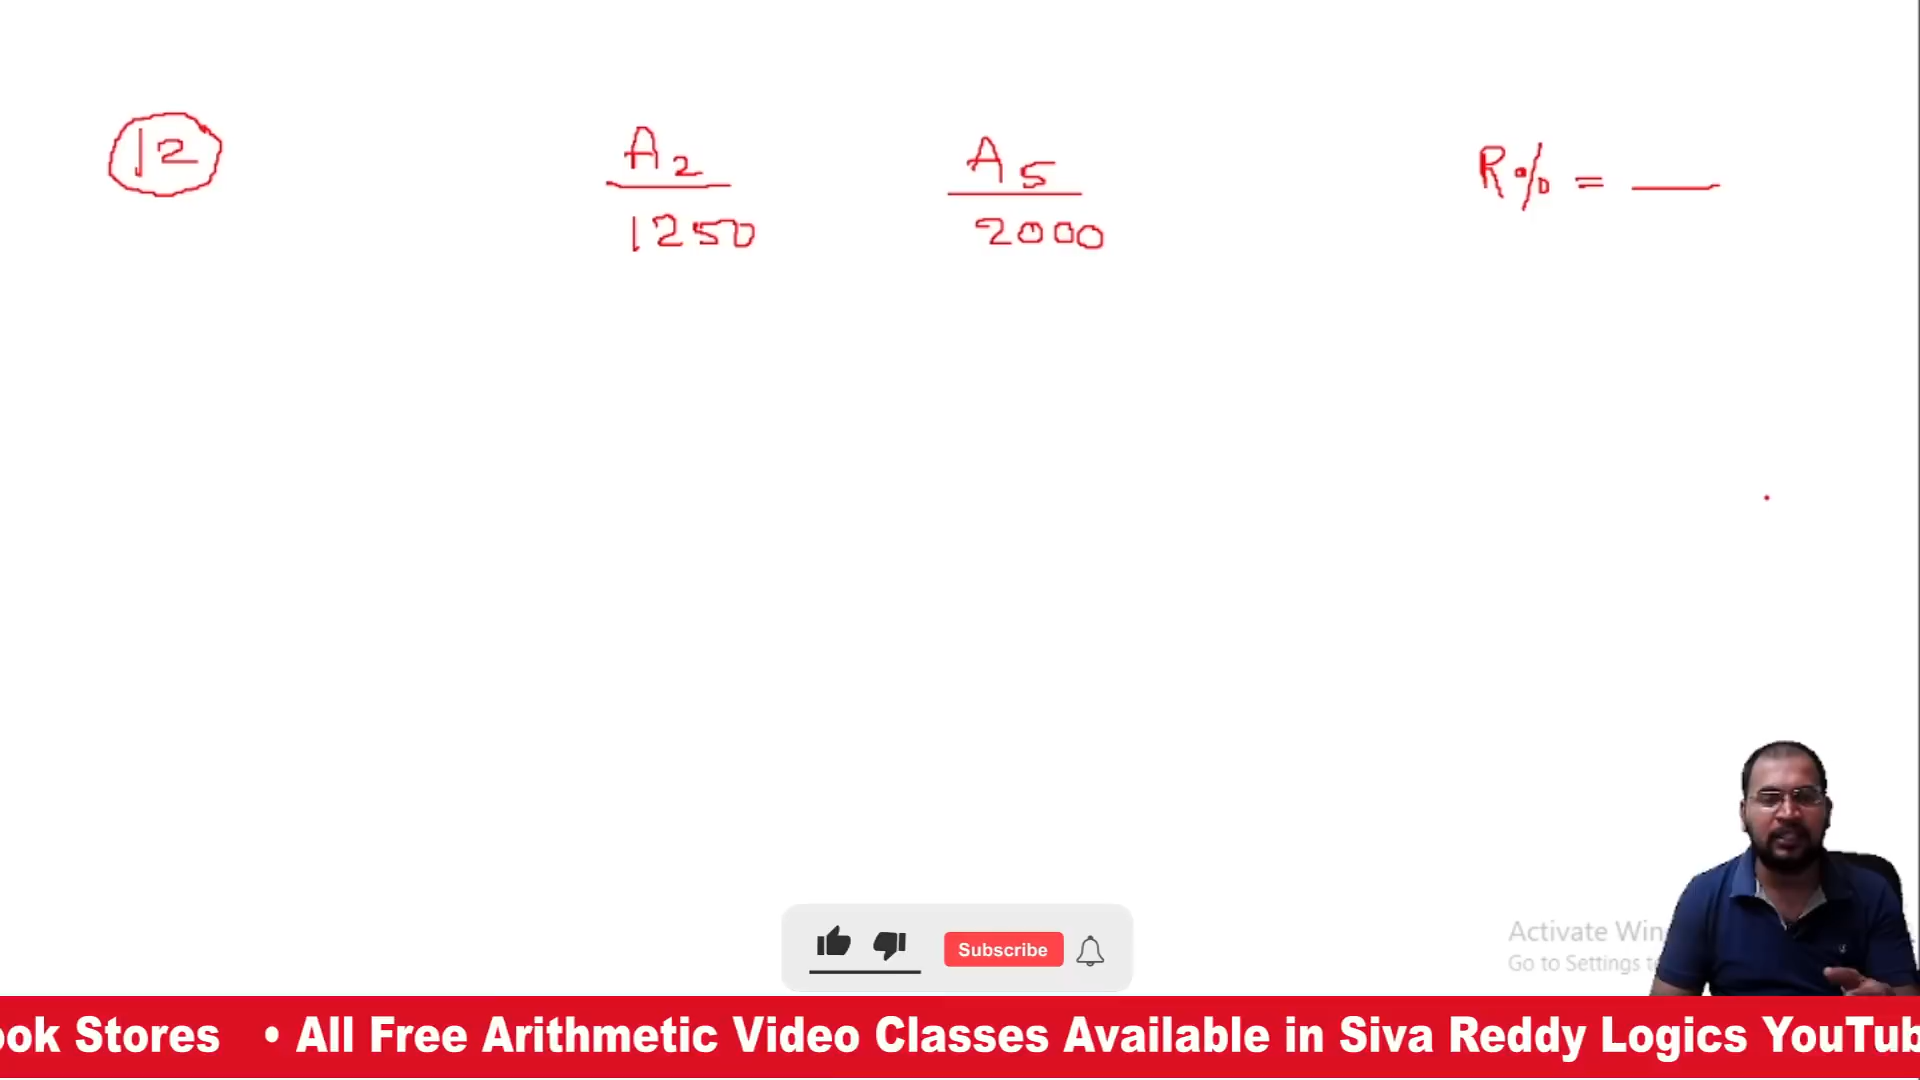 12 A2 A5 R% = ___
1250 2000
Subscribe
Activate Win
Go to Settings t
ook Stores • All Free Arithmetic Video Classes Available in Siva Reddy Logics YouTub